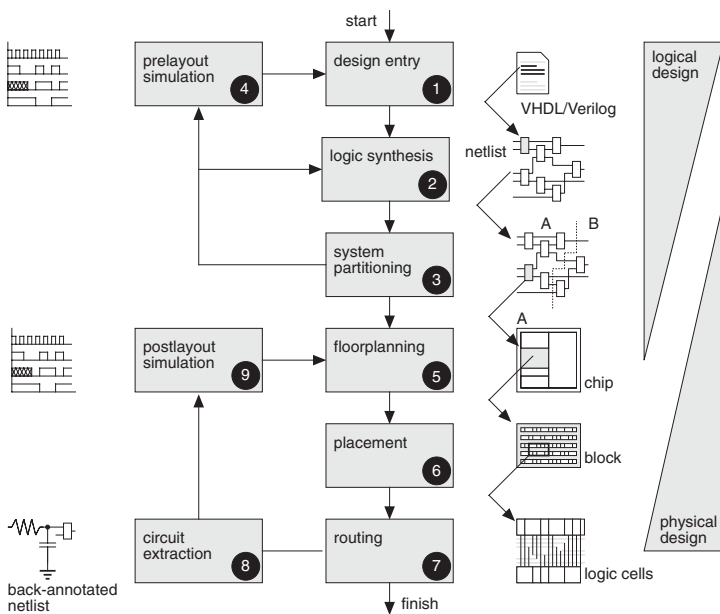 start
prelayout
simulation
4
design entry
1
logical
design
VHDL/Verilog
logic synthesis
2
netlist
A
B
system
partitioning
3
A
postlayout
simulation
9
floorplanning
5
chip
placement
6
block
circuit
extraction
8
routing
7
physical
design
logic cells
back-annotated
netlist
finish